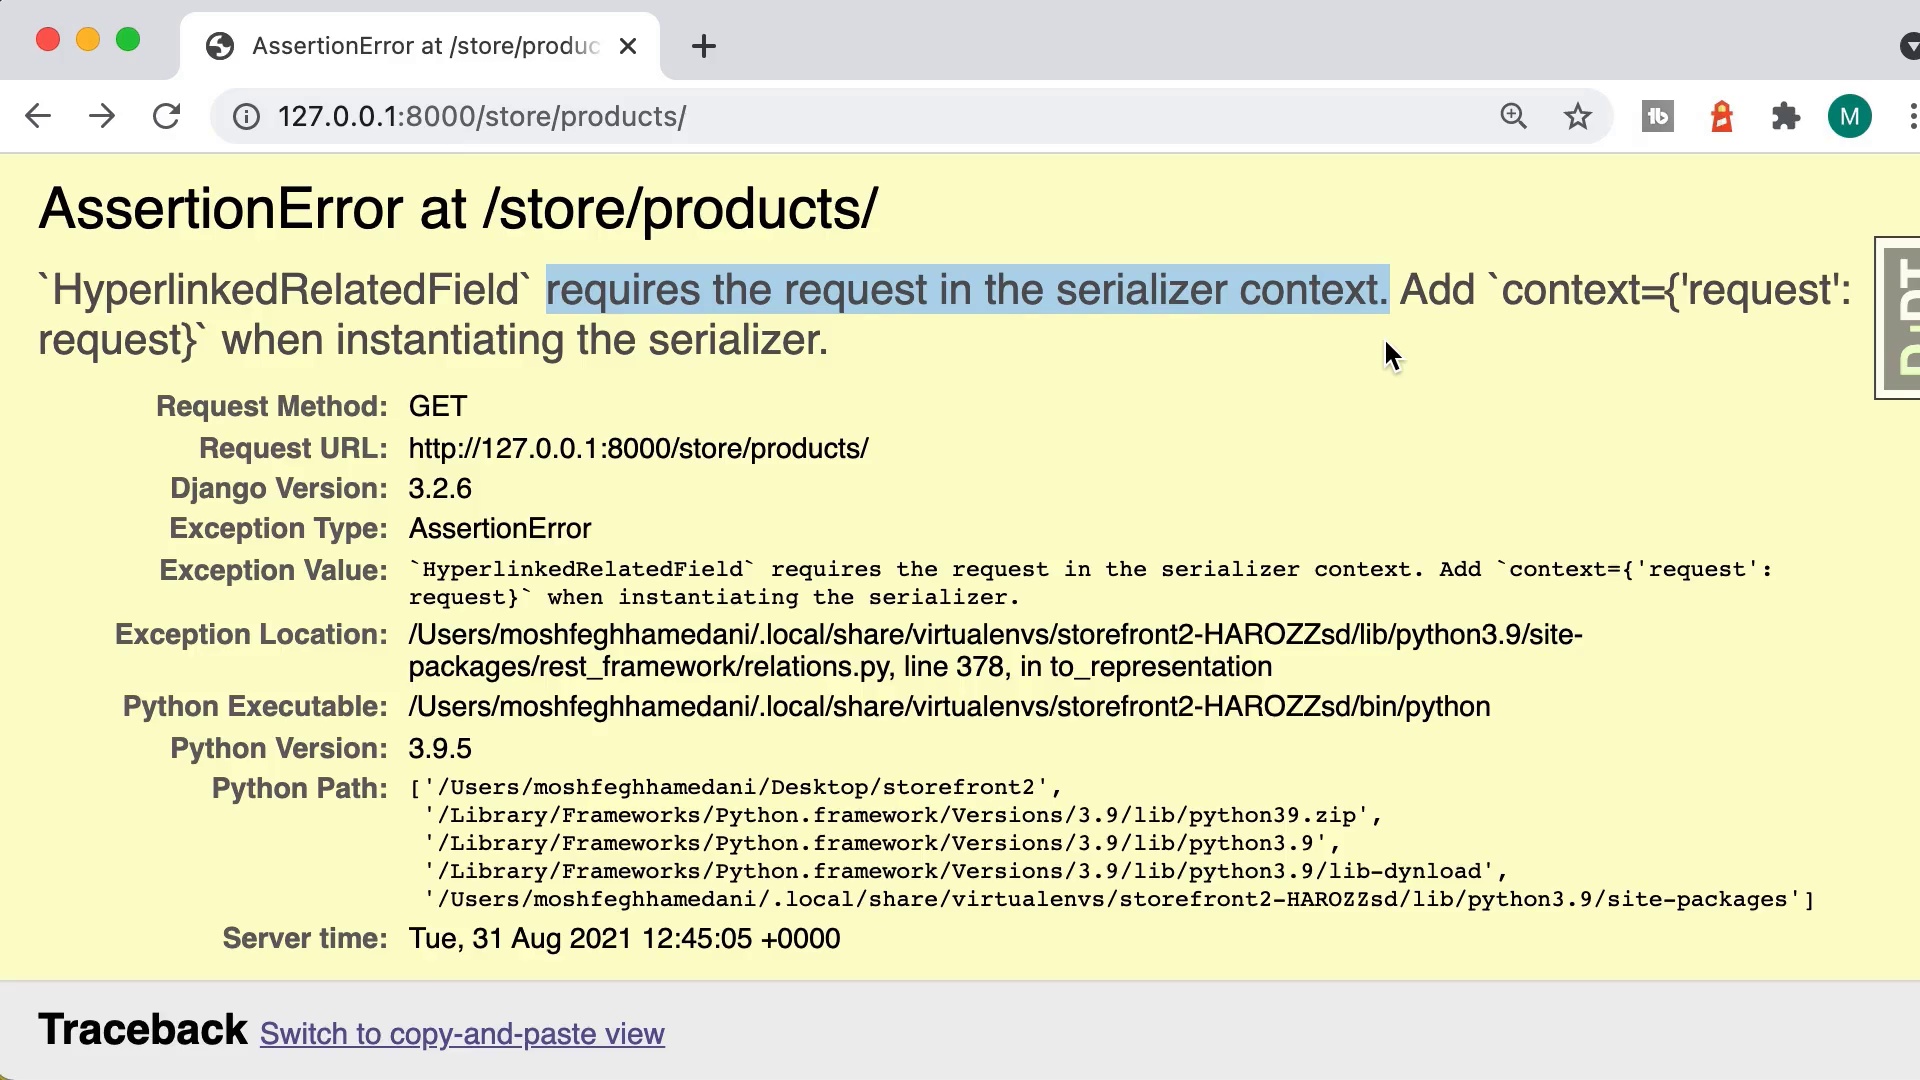 AssertionError at /store/produc
127.0.0.1:8000/store/products/
M
AssertionError at /store/products/
`HyperlinkedRelatedField` requires the request in the serializer context. Add `context={'request':
request}` when instantiating the serializer.
DjDT
Request Method: GET
Request URL: http://127.0.0.1:8000/store/products/
Django Version: 3.2.6
Exception Type: AssertionError
Exception Value: `HyperlinkedRelatedField` requires the request in the serializer context. Add `context={'request':
request}` when instantiating the serializer.
Exception Location: /Users/moshfeghhamedani/.local/share/virtualenvs/storefront2-HAROZZsd/lib/python3.9/site-
packages/rest_framework/relations.py, line 378, in to_representation
Python Executable: /Users/moshfeghhamedani/.local/share/virtualenvs/storefront2-HAROZZsd/bin/python
Python Version: 3.9.5
Python Path: ['/Users/moshfeghhamedani/Desktop/storefront2',
'/Library/Frameworks/Python.framework/Versions/3.9/lib/python39.zip',
'/Library/Frameworks/Python.framework/Versions/3.9/lib/python3.9',
'/Library/Frameworks/Python.framework/Versions/3.9/lib/python3.9/lib-dynload',
'/Users/moshfeghhamedani/.local/share/virtualenvs/storefront2-HAROZZsd/lib/python3.9/site-packages']
Server time: Tue, 31 Aug 2021 12:45:05 +0000
Traceback Switch to copy-and-paste view